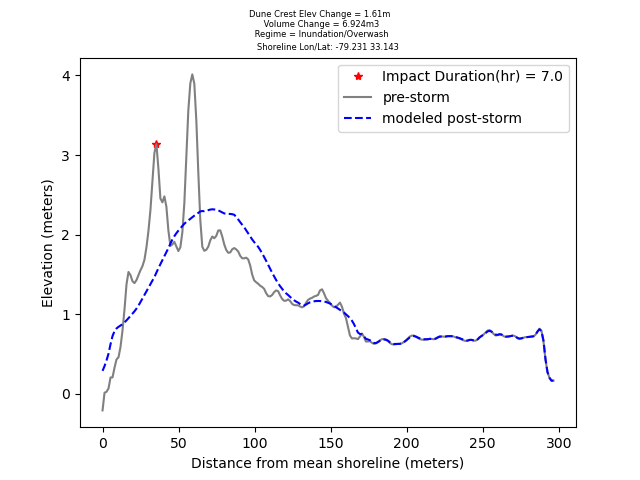 Dune Crest Elev Change = 1.61m
Volume Change = 6.924m3
Regime = Inundation/Overwash
Shoreline Lon/Lat: -79.231 33.143
Impact Duration(hr) = 7.0
pre-storm
modeled post-storm
4
3
2
1
0
Elevation (meters)
0 50 100 150 200 250 300
Distance from mean shoreline (meters)